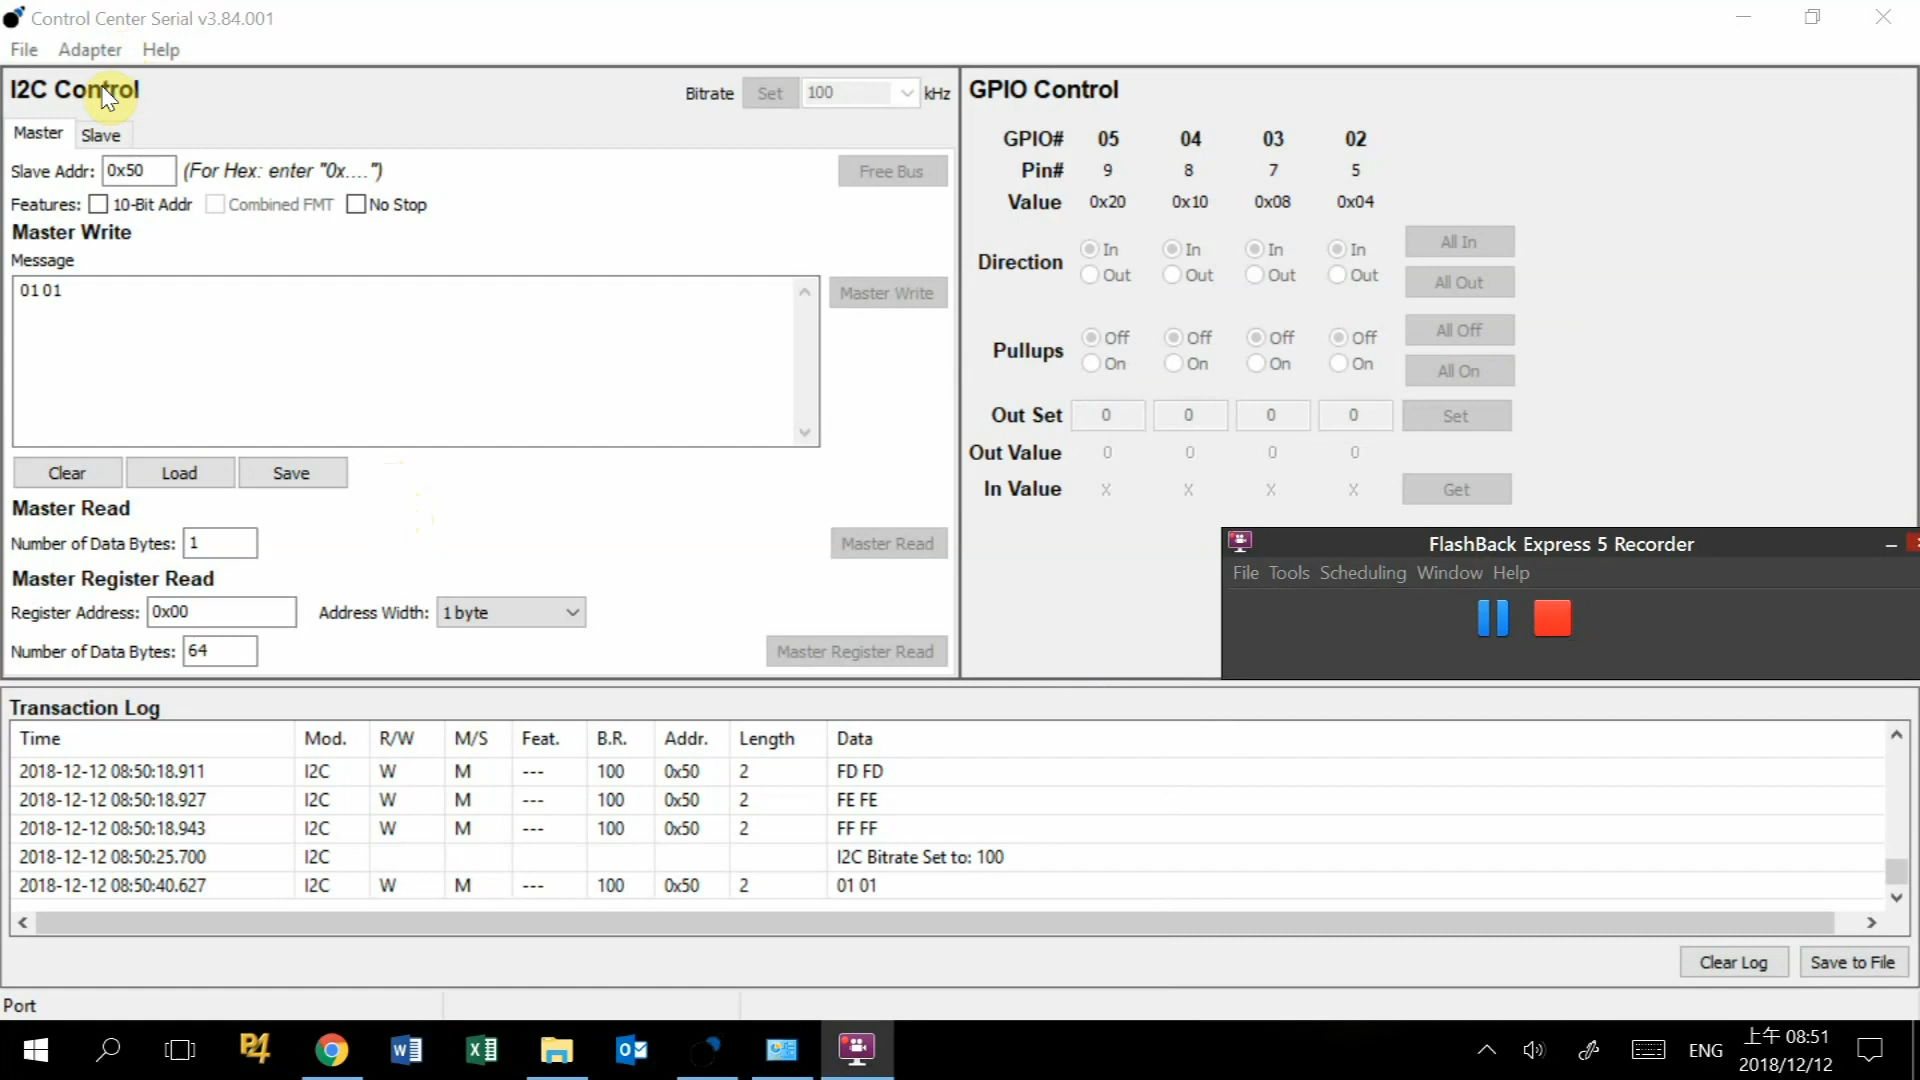 Control Center Serial v3.84.001
File Adapter Help
I2C Control
Bitrate Set 100 kHz
Master Slave
Slave Addr: 0x50 (For Hex: enter "0x....")
Free Bus
Features: 10-Bit Addr Combined FMT No Stop
Master Write
Message
01 01
Master Write
Clear Load Save
Master Read
Number of Data Bytes: 1
Master Read
Master Register Read
Register Address: 0x00 Address Width: 1 byte
Number of Data Bytes: 64
Master Register Read
GPIO Control
GPIO# 05 04 03 02
Pin# 9 8 7 5
Value 0x20 0x10 0x08 0x04
Direction
In In In In
Out Out Out Out
All In
All Out
Pullups
Off Off Off Off
On On On On
All Off
All On
Out Set 0 0 0 0 Set
Out Value 0 0 0 0
In Value X X X X Get
FlashBack Express 5 Recorder
File Tools Scheduling Window Help
Transaction Log
Time Mod. R/W M/S Feat. B.R. Addr. Length Data
2018-12-12 08:50:18.911 I2C W M --- 100 0x50 2 FD FD
2018-12-12 08:50:18.927 I2C W M --- 100 0x50 2 FE FE
2018-12-12 08:50:18.943 I2C W M --- 100 0x50 2 FF FF
2018-12-12 08:50:25.700 I2C I2C Bitrate Set to: 100
2018-12-12 08:50:40.627 I2C W M --- 100 0x50 2 01 01
Clear Log Save to File
Port
ENG
上午 08:51
2018/12/12